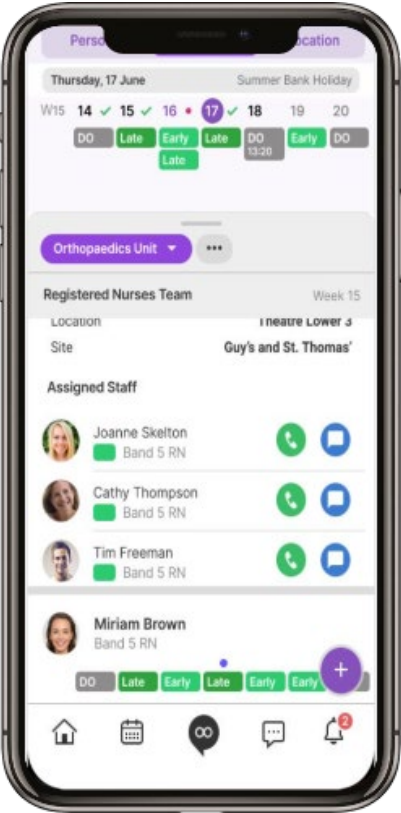 Perso
ocation
Thursday, 17 June Summer Bank Holiday
W15 14 15 16 17 18 19 20
DO Late Early Late DO Early DO
Late 13:20
Orthopaedics Unit
Registered Nurses Team Week 15
Location Theatre Lower 3
Site Guy's and St. Thomas'
Assigned Staff
Joanne Skelton
Band 5 RN
Cathy Thompson
Band 5 RN
Tim Freeman
Band 5 RN
Miriam Brown
Band 5 RN
DO Late Early Late Early Early
+
2